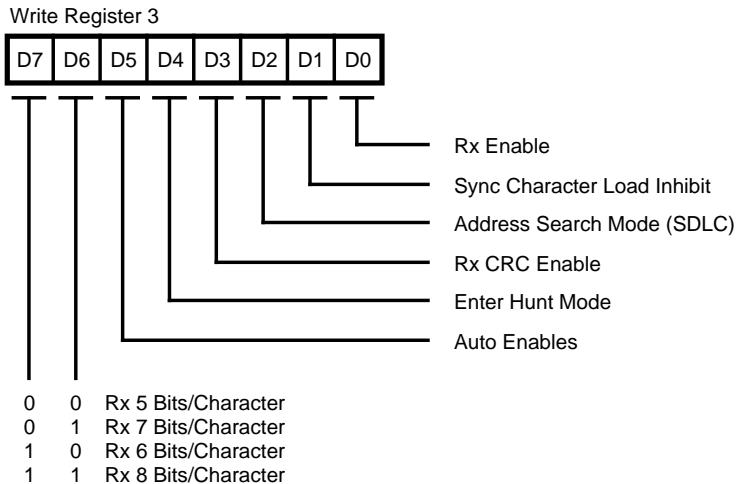 Write Register 3
D7 D6 D5 D4 D3 D2 D1 D0
Rx Enable
Sync Character Load Inhibit
Address Search Mode (SDLC)
Rx CRC Enable
Enter Hunt Mode
Auto Enables
0 0 Rx 5 Bits/Character
0 1 Rx 7 Bits/Character
1 0 Rx 6 Bits/Character
1 1 Rx 8 Bits/Character